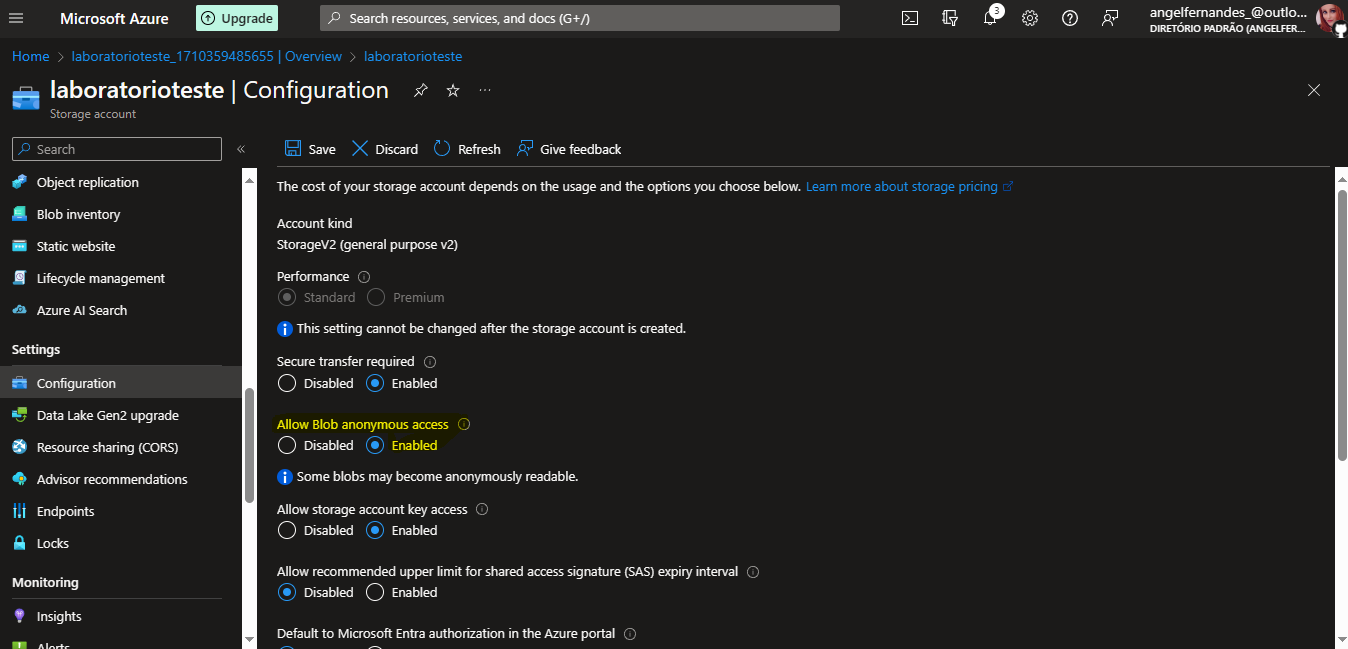 Microsoft Azure
Upgrade
Search resources, services, and docs (G+/)
3
angelfernandes_@outlo...
DIRETÓRIO PADRÃO (ANGELFER...
Home > laboratorioteste_1710359485655 | Overview > laboratorioteste
laboratorioteste | Configuration
Storage account
Search
«
Object replication
Blob inventory
Static website
Lifecycle management
Azure AI Search
Settings
Configuration
Data Lake Gen2 upgrade
Resource sharing (CORS)
Advisor recommendations
Endpoints
Locks
Monitoring
Insights
Alerts
Save Discard Refresh Give feedback
The cost of your storage account depends on the usage and the options you choose below. Learn more about storage pricing
Account kind
StorageV2 (general purpose v2)
Performance
Standard Premium
This setting cannot be changed after the storage account is created.
Secure transfer required
Disabled Enabled
Allow Blob anonymous access
Disabled Enabled
Some blobs may become anonymously readable.
Allow storage account key access
Disabled Enabled
Allow recommended upper limit for shared access signature (SAS) expiry interval
Disabled Enabled
Default to Microsoft Entra authorization in the Azure portal